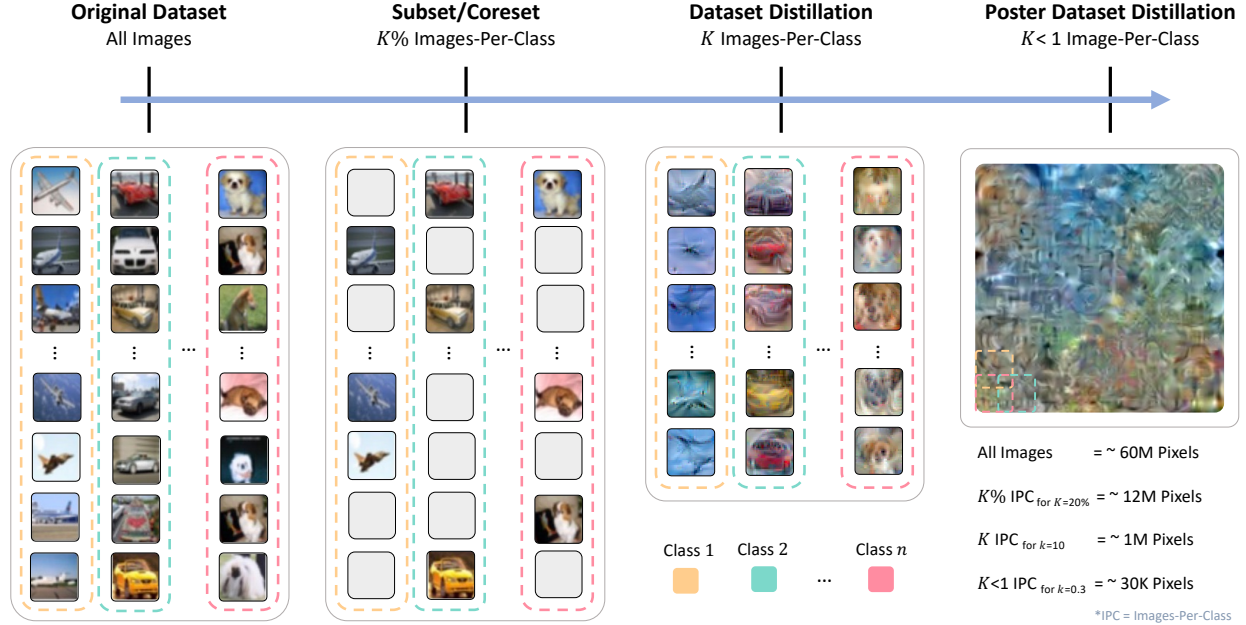 Original Dataset
All Images
Subset/Coreset
K% Images-Per-Class
Dataset Distillation
K Images-Per-Class
Poster Dataset Distillation
K< 1 Image-Per-Class
...
...
...
...
...
...
...
...
...
...
...
...
All Images = ~ 60M Pixels
K% IPC for K=20% = ~ 12M Pixels
K IPC for k=10 = ~ 1M Pixels
K<1 IPC for k=0.3 = ~ 30K Pixels
Class 1 Class 2 ... Class n
*IPC = Images-Per-Class